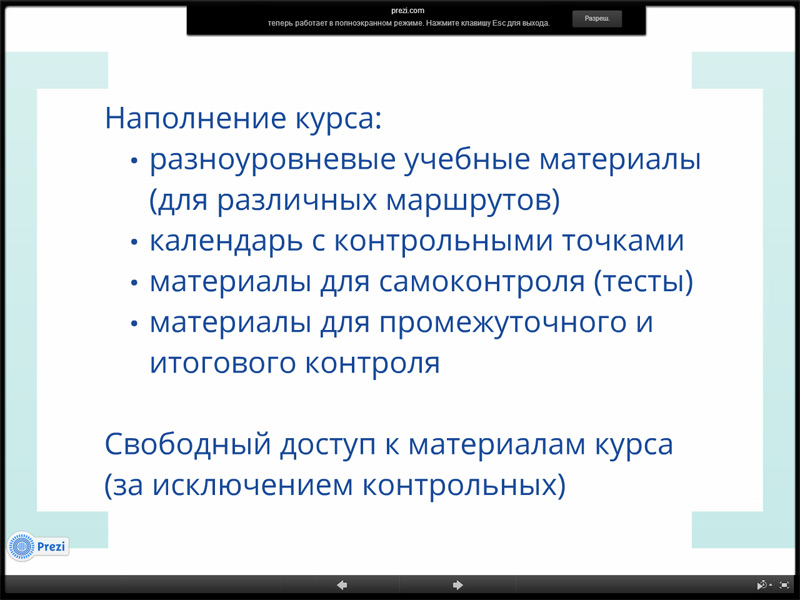 prezi.com
теперь работает в полноэкранном режиме. Нажмите клавишу Esc для выхода.
Разреш.
Наполнение курса:
• разноуровневые учебные материалы
(для различных маршрутов)
• календарь с контрольными точками
• материалы для самоконтроля (тесты)
• материалы для промежуточного и
итогового контроля
Свободный доступ к материалам курса
(за исключением контрольных)
Prezi